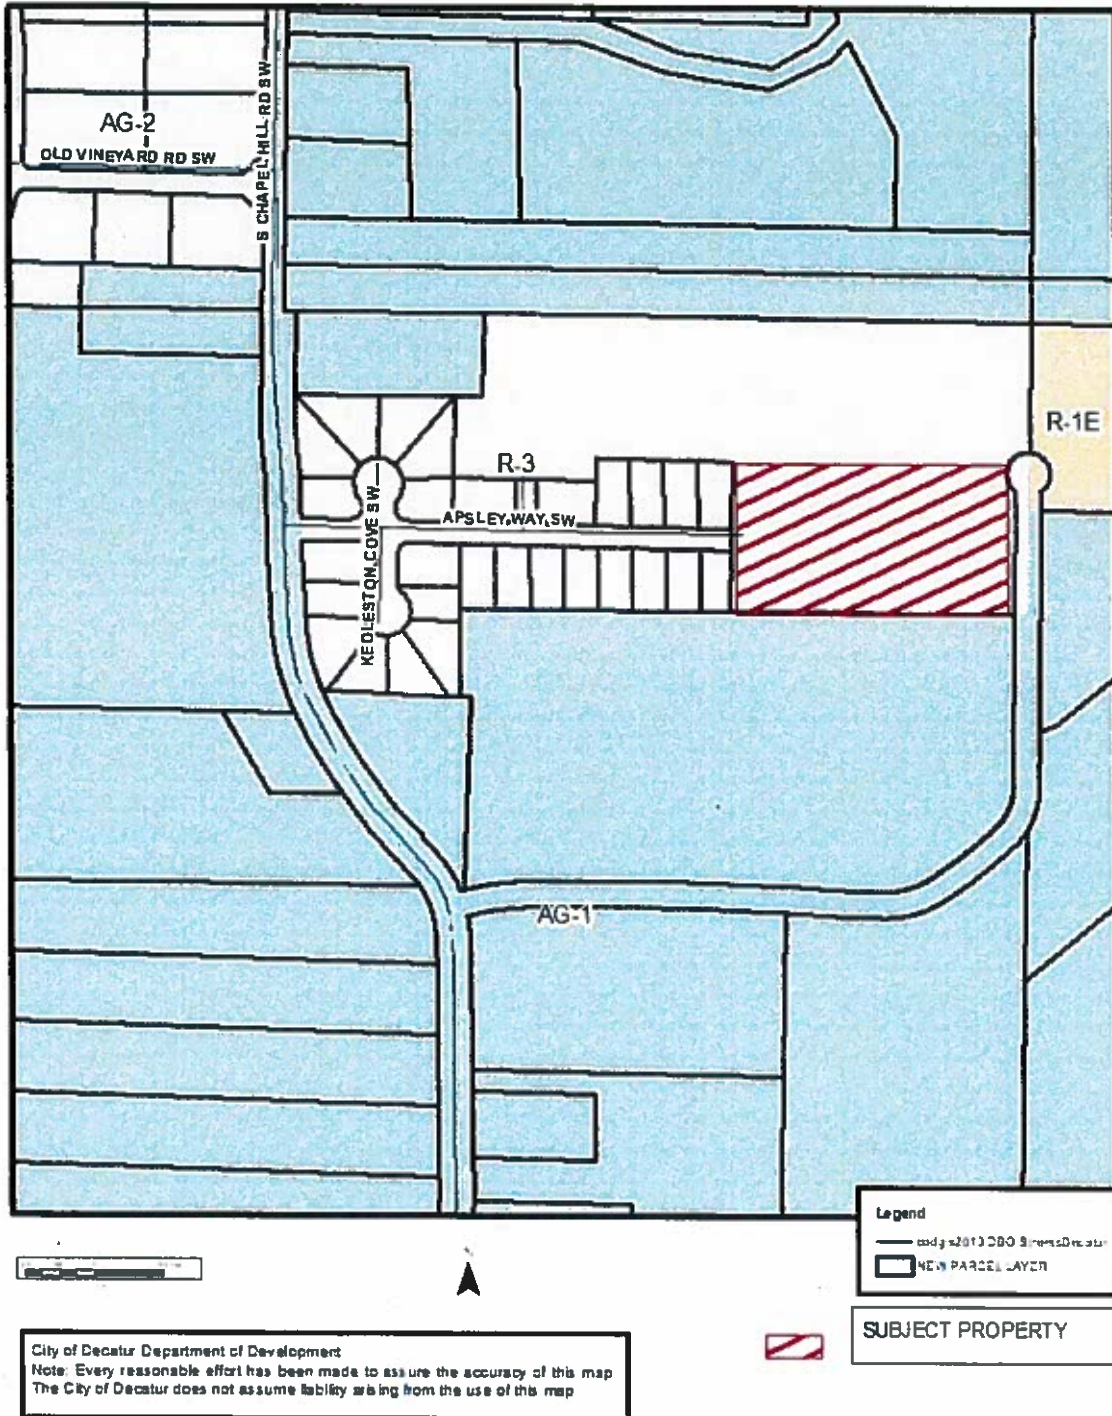 AG-2
OLD VINEYARD RD SW
S CHAPEL HILL RD SW
R-1E
R-3
APSLEY WAY SW
KEDLESTON COVE SW
AG-1
Legend
NEW PARCEL LAYER
SUBJECT PROPERTY
City of Decatur Department of Development
Note: Every reasonable effort has been made to assure the accuracy of this map
The City of Decatur does not assume liability arising from the use of this map